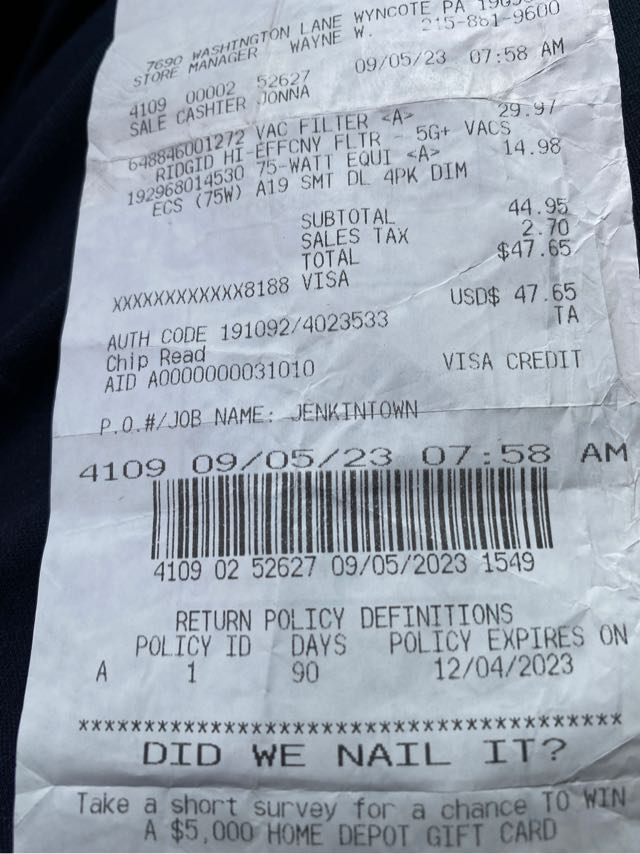 7690 WASHINGTON LANE WYNCOTE PA
STORE MANAGER WAYNE W. 215-881-9600
4109 00002 52627 09/05/23 07:58 AM
SALE CASHIER JONNA
648846001272 VAC FILTER <A> 29.97
RIDGID HI-EFFCNY FLTR - 5G+ VACS
192968014530 75-WATT EQUI <A> 14.98
ECS (75W) A19 SMT DL 4PK DIM
SUBTOTAL 44.95
SALES TAX 2.70
TOTAL $47.65
XXXXXXXXXXXX8188 VISA
USD$ 47.65
AUTH CODE 191092/4023533 TA
Chip Read
AID A0000000031010 VISA CREDIT
P.O.#/JOB NAME: JENKINTOWN
4109 09/05/23 07:58 AM
4109 02 52627 09/05/2023 1549
RETURN POLICY DEFINITIONS
POLICY ID DAYS POLICY EXPIRES ON
A 1 90 12/04/2023
******************************************
DID WE NAIL IT?
Take a short survey for a chance TO WIN
A $5,000 HOME DEPOT GIFT CARD